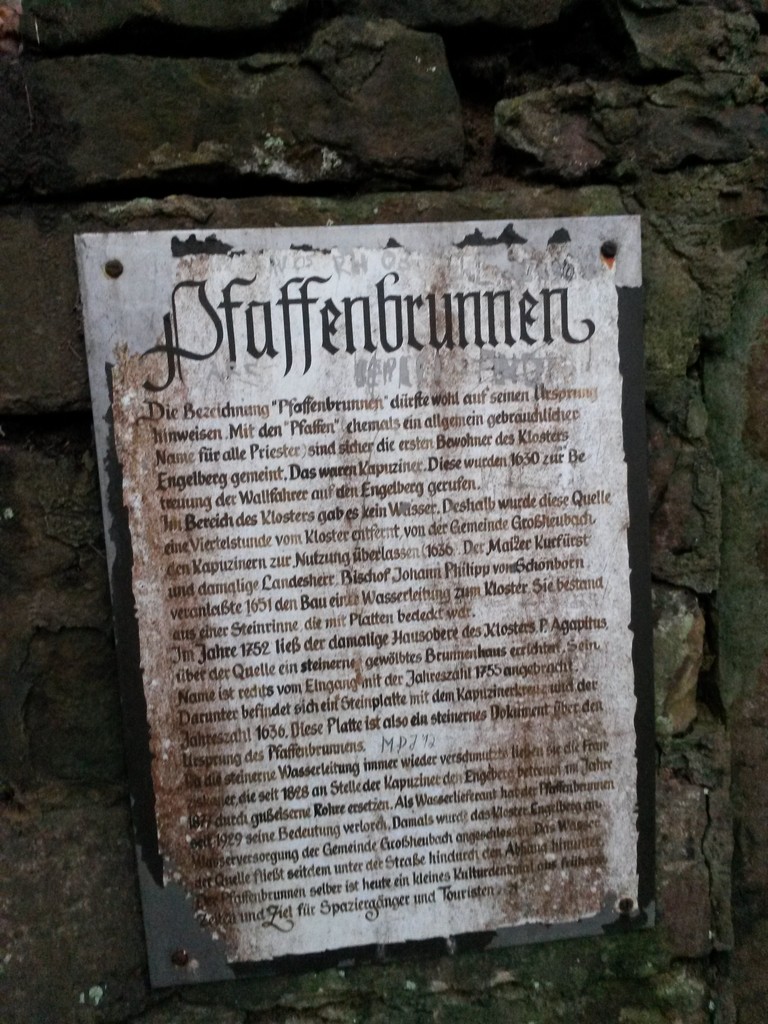 Pfaffenbrunnen
Die Bezeichnung "Pfaffenbrunnen" dürfte wohl auf seinen Ursprung
hinweisen. Mit den "Pfaffen" (ehemals ein allgemein gebräuchlicher
Name für alle Priester) sind sicher die ersten Bewohner des Klosters
Engelberg gemeint. Das waren Kapuziner. Diese wurden 1630 zur Be
treuung der Wallfahrer auf den Engelberg gerufen.
Im Bereich des Klosters gab es kein Wasser. Deshalb wurde diese Quelle
eine Viertelstunde vom Kloster entfernt, von der Gemeinde Großheubach
den Kapuzinern zur Nutzung überlassen (1636. Der Maizer Kurfürst
und damalige Landesherr, Bischof Johann Philipp von Schönborn
veranlaßte 1651 den Bau einer Wasserleitung zum Kloster. Sie bestand
aus einer Steinrinne, die mit Platten bedeckt war.
Im Jahre 1752 ließ der damalige Hausobere des Klosters, P. Agapitus
über der Quelle ein steinernes, gewölbtes Brunnenhaus errichten. Sein
Name ist rechts vom Eingang mit der Jahreszahl 1755 angebracht.
Darunter befindet sich ein Steinplatte mit dem Kapuzinerkreuz und der
Jahreszahl 1636. Diese Platte ist also ein steinernes Dokument über den
Ursprung des Pfaffenbrunnens. MPJ '12
Da die steinerne Wasserleitung immer wieder verschmutzte ließen sie die Fran
ziskaner, die seit 1828 an Stelle der Kapuziner den Engelberg betreuen im Jahre
1877 durch gußeiserne Rohre ersetzen. Als Wasserlieferant hat der Pfaffenbrunnen
seit 1929 seine Bedeutung verloren. Damals wurde das Kloster Engelberg an
Wasserversorgung der Gemeinde Großheubach angeschlossen. Das Wasser
der Quelle fließt seitdem unter der Straße hindurch den Abhang hinunter
Der Pfaffenbrunnen selber ist heute ein kleines Kulturdenkmal aus früheren
Zeiten und Ziel für Spaziergänger und Touristen.